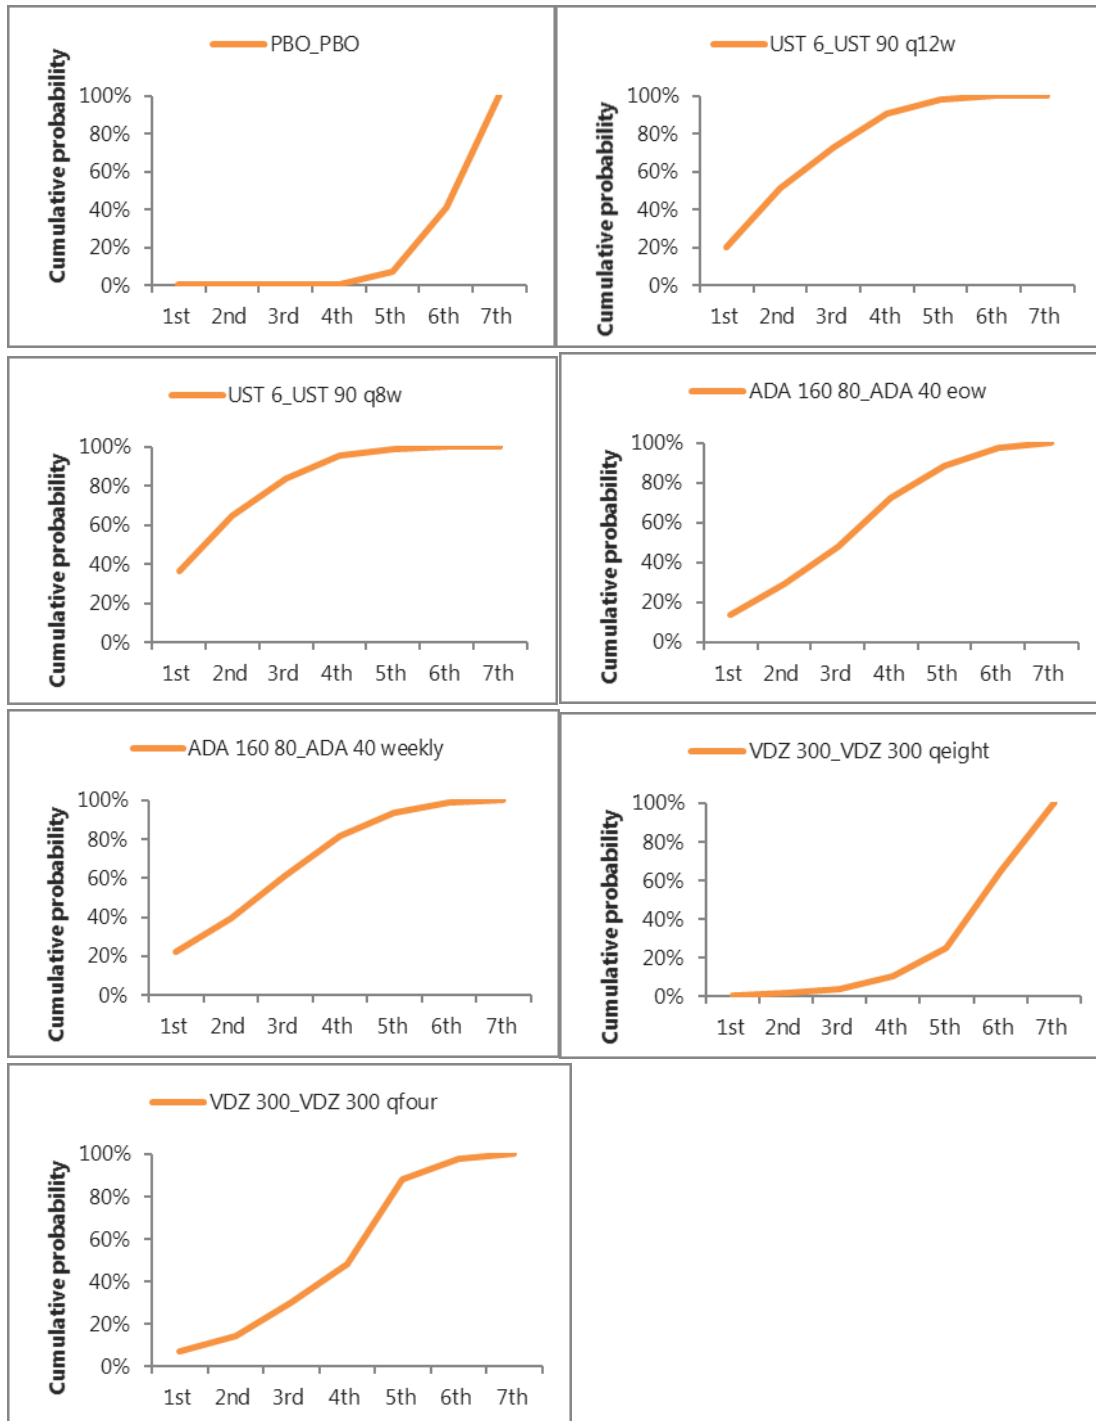 PBO_PBO
Cumulative probability
100%
80%
60%
40%
20%
0%
1st 2nd 3rd 4th 5th 6th 7th
UST 6_UST 90 q12w
Cumulative probability
100%
80%
60%
40%
20%
0%
1st 2nd 3rd 4th 5th 6th 7th
UST 6_UST 90 q8w
Cumulative probability
100%
80%
60%
40%
20%
0%
1st 2nd 3rd 4th 5th 6th 7th
ADA 160 80_ADA 40 eow
Cumulative probability
100%
80%
60%
40%
20%
0%
1st 2nd 3rd 4th 5th 6th 7th
ADA 160 80_ADA 40 weekly
Cumulative probability
100%
80%
60%
40%
20%
0%
1st 2nd 3rd 4th 5th 6th 7th
VDZ 300_VDZ 300 qeight
Cumulative probability
100%
80%
60%
40%
20%
0%
1st 2nd 3rd 4th 5th 6th 7th
VDZ 300_VDZ 300 qfour
Cumulative probability
100%
80%
60%
40%
20%
0%
1st 2nd 3rd 4th 5th 6th 7th